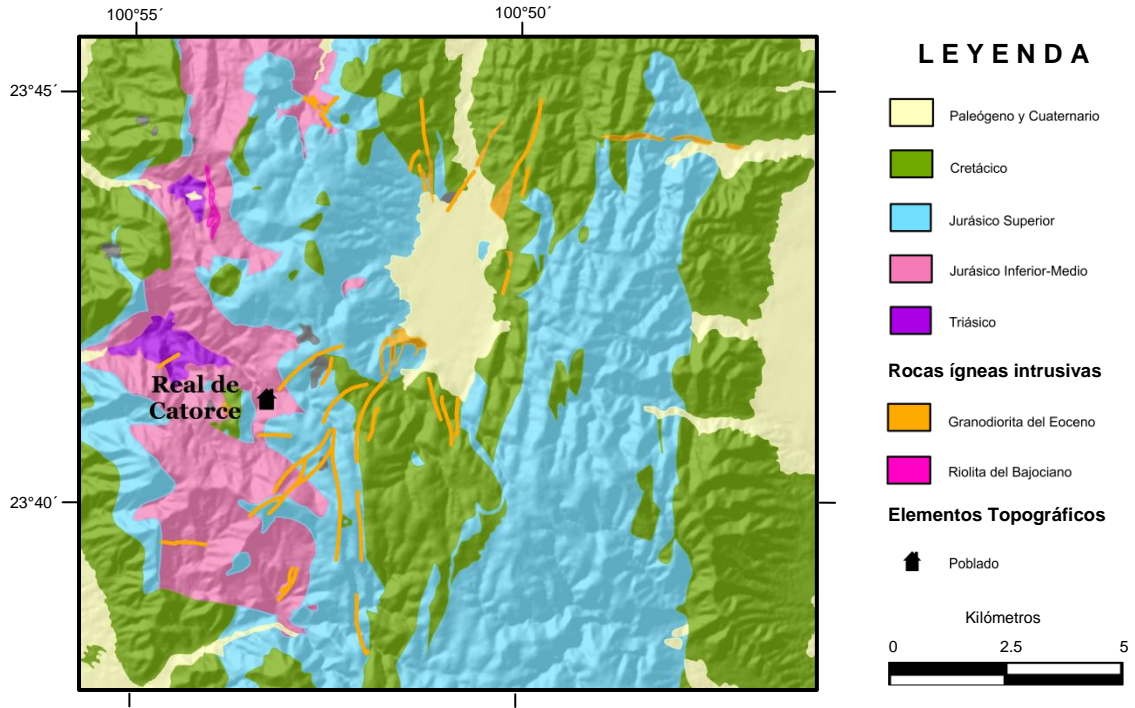 100°55´
100°50´
23°45´
23°40´
Real de
Catorce
L E Y E N D A
Paleógeno y Cuaternario
Cretácico
Jurásico Superior
Jurásico Inferior-Medio
Triásico
Rocas ígneas intrusivas
Granodiorita del Eoceno
Riolita del Bajociano
Elementos Topográficos
Poblado
Kilómetros
0 2.5 5